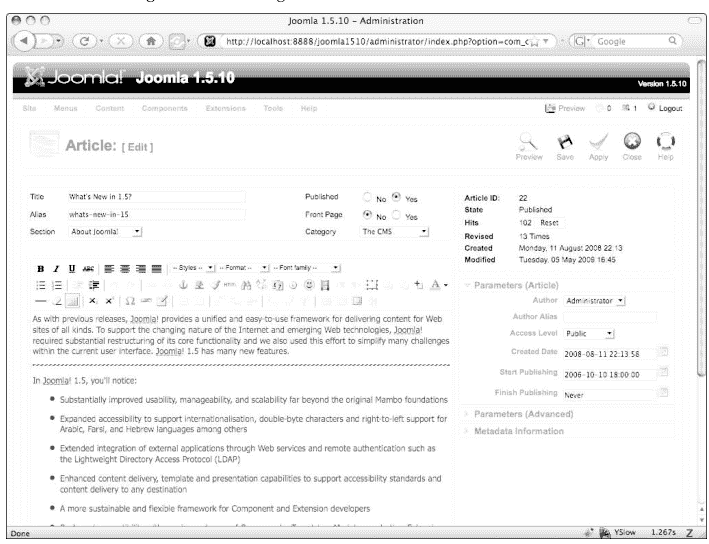 Joomla 1.5.10 – Administration
http://localhost:8888/joomla1510/administrator/index.php?option=com_c
Google
Joomla! Joomla 1.5.10
Version 1.5.10
Site Menus Content Components Extensions Tools Help
Preview 0 1 Logout
Article: [ Edit ]
Preview Save Apply Close Help
Title What's New in 1.5? Published No Yes
Alias whats-new-in-15 Front Page No Yes
Section About Joomla! Category The CMS
Article ID: 22
State Published
Hits 102 Reset
Revised 13 Times
Created Monday, 11 August 2008 22:13
Modified Tuesday, 05 May 2009 16:45
B I U ABC -- Styles -- -- Format -- -- Font family --
HTML
As with previous releases, Joomla! provides a unified and easy-to-use framework for delivering content for Web
sites of all kinds. To support the changing nature of the Internet and emerging Web technologies, Joomla!
required substantial restructuring of its core functionality and we also used this effort to simplify many challenges
within the current user interface. Joomla! 1.5 has many new features.
In Joomla! 1.5, you'll notice:
Substantially improved usability, manageability, and scalability far beyond the original Mambo foundations
Expanded accessibility to support internationalisation, double-byte characters and right-to-left support for
Arabic, Farsi, and Hebrew languages among others
Extended integration of external applications through Web services and remote authentication such as
the Lightweight Directory Access Protocol (LDAP)
Enhanced content delivery, template and presentation capabilities to support accessibility standards and
content delivery to any destination
A more sustainable and flexible framework for Component and Extension developers
Parameters (Article)
Author Administrator
Author Alias
Access Level Public
Created Date 2008-08-11 22:13:58
Start Publishing 2006-10-10 18:00:00
Finish Publishing Never
Parameters (Advanced)
Metadata Information
Done
YSlow 1.267s